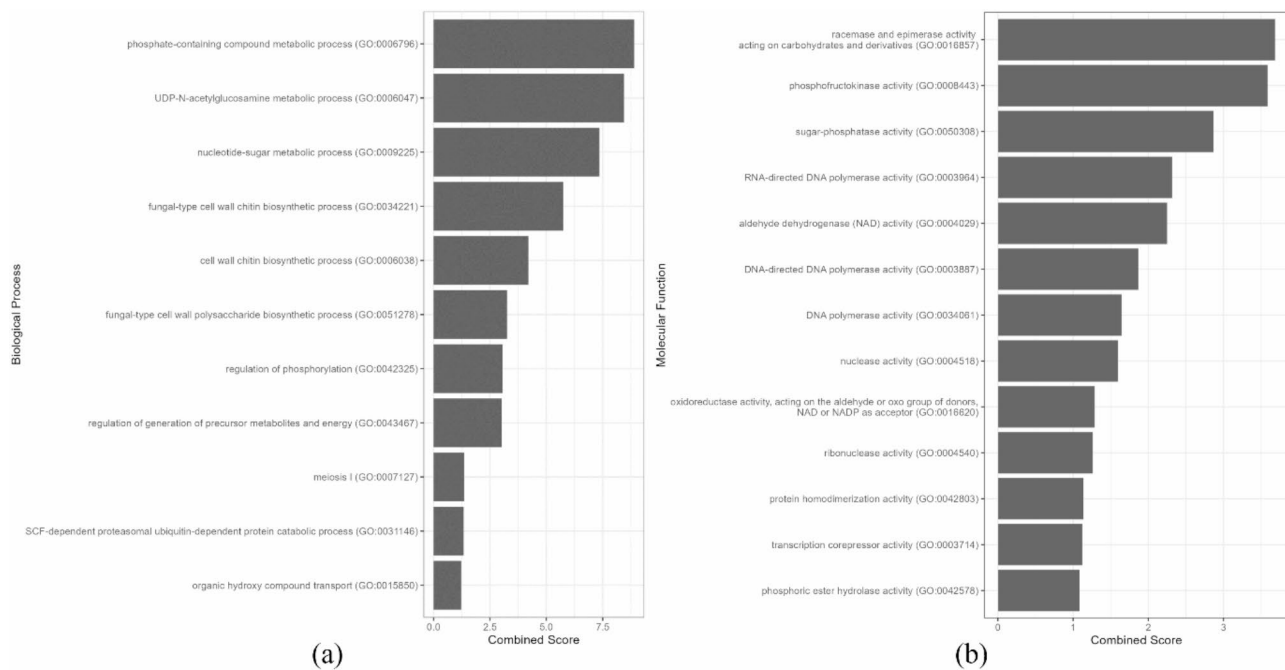 Biological Process
phosphate-containing compound metabolic process (GO:0006796)
UDP-N-acetylglucosamine metabolic process (GO:0006047)
nucleotide-sugar metabolic process (GO:0009225)
fungal-type cell wall chitin biosynthetic process (GO:0034221)
cell wall chitin biosynthetic process (GO:0006038)
fungal-type cell wall polysaccharide biosynthetic process (GO:0051278)
regulation of phosphorylation (GO:0042325)
regulation of generation of precursor metabolites and energy (GO:0043467)
meiosis I (GO:0007127)
SCF-dependent proteasomal ubiquitin-dependent protein catabolic process (GO:0031146)
organic hydroxy compound transport (GO:0015850)
0.0 2.5 5.0 7.5
Combined Score
(a)
Molecular Function
racemase and epimerase activity
acting on carbohydrates and derivatives (GO:0016857)
phosphofructokinase activity (GO:0008443)
sugar-phosphatase activity (GO:0050308)
RNA-directed DNA polymerase activity (GO:0003964)
aldehyde dehydrogenase (NAD) activity (GO:0004029)
DNA-directed DNA polymerase activity (GO:0003887)
DNA polymerase activity (GO:0034061)
nuclease activity (GO:0004518)
oxidoreductase activity, acting on the aldehyde or oxo group of donors,
NAD or NADP as acceptor (GO:0016620)
ribonuclease activity (GO:0004540)
protein homodimerization activity (GO:0042803)
transcription corepressor activity (GO:0003714)
phosphoric ester hydrolase activity (GO:0042578)
0 1 2 3
Combined Score
(b)